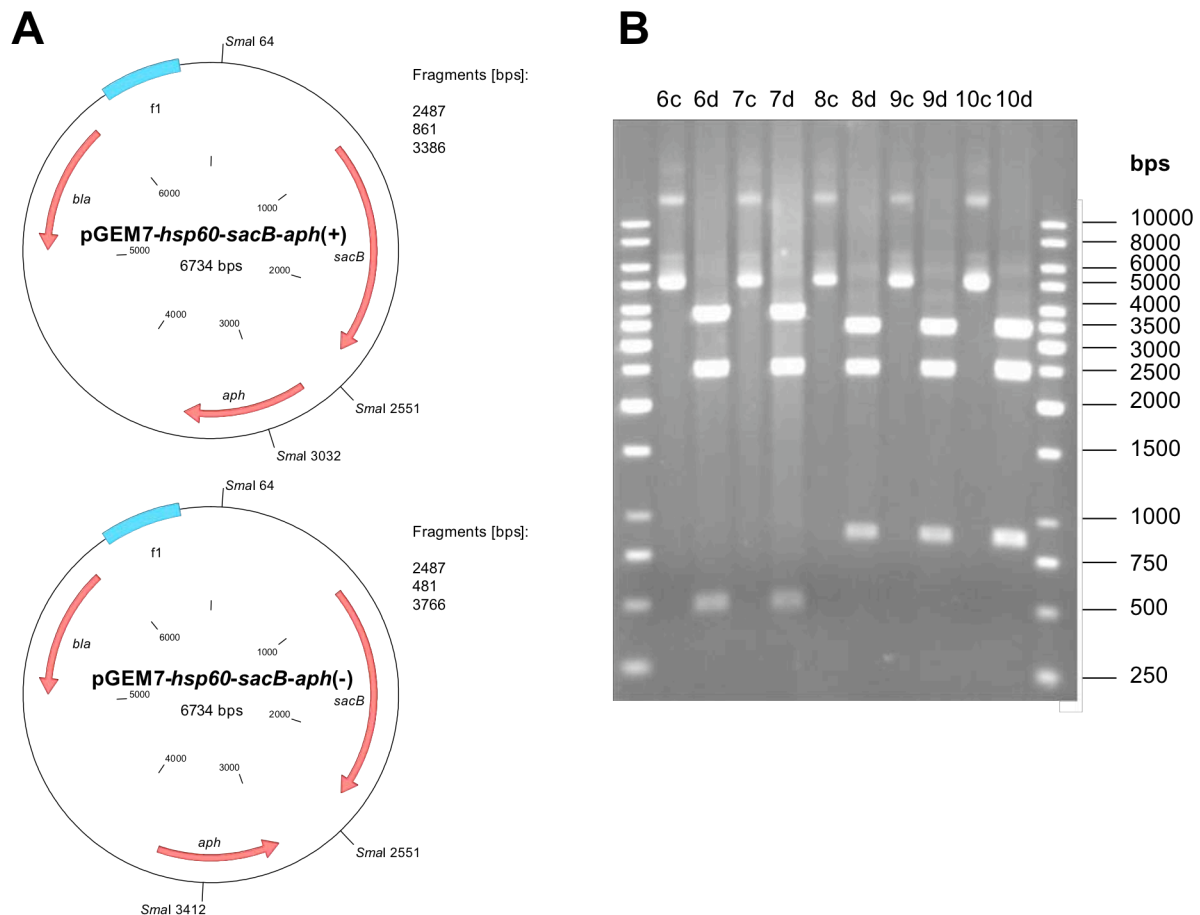 A
SmaI 64
f1
bla
6000
1000
pGEM7-hsp60-sacB-aph(+)
5000
sacB
6734 bps
2000
4000
3000
aph
SmaI 2551
SmaI 3032
Fragments [bps]:
2487
861
3386
SmaI 64
f1
bla
6000
1000
pGEM7-hsp60-sacB-aph(-)
5000
sacB
6734 bps
2000
4000
3000
aph
SmaI 2551
SmaI 3412
Fragments [bps]:
2487
481
3766
B
6c 6d 7c 7d 8c 8d 9c 9d 10c 10d
bps
10000
8000
6000
5000
4000
3500
3000
2500
2000
1500
1000
750
500
250